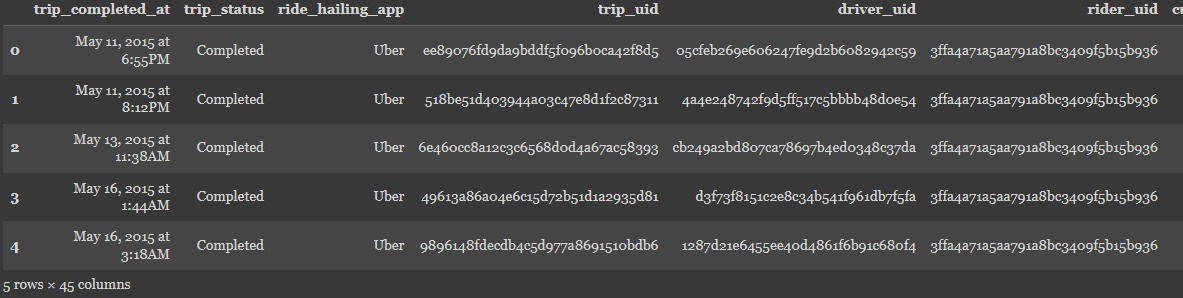 trip_completed_at trip_status ride_hailing_app trip_uid driver_uid rider_uid cu
0 May 11, 2015 at 6:55PM Completed Uber ee89076fd9da9bddf5f096b0ca42f8d5 05cfeb269e606247fe9d2b6082942c59 3ffa4a71a5aa791a8bc3409f5b15b936
1 May 11, 2015 at 8:12PM Completed Uber 518be51d403944a03c47e8d1f2c87311 4a4e248742f9d5ff517c5bbbb48d0e54 3ffa4a71a5aa791a8bc3409f5b15b936
2 May 13, 2015 at 11:38AM Completed Uber 6e460cc8a12c3c6568d0d4a67ac58393 cb249a2bd807ca78697b4ed0348c37da 3ffa4a71a5aa791a8bc3409f5b15b936
3 May 16, 2015 at 1:44AM Completed Uber 49613a86a04e6c15d72b51d1a2935d81 d3f73f8151c2e8c34b541f961db7f5fa 3ffa4a71a5aa791a8bc3409f5b15b936
4 May 16, 2015 at 3:18AM Completed Uber 9896148fdecdb4c5d977a8691510bdb6 1287d21e6455ee40d4861f6b91c680f4 3ffa4a71a5aa791a8bc3409f5b15b936
5 rows × 45 columns